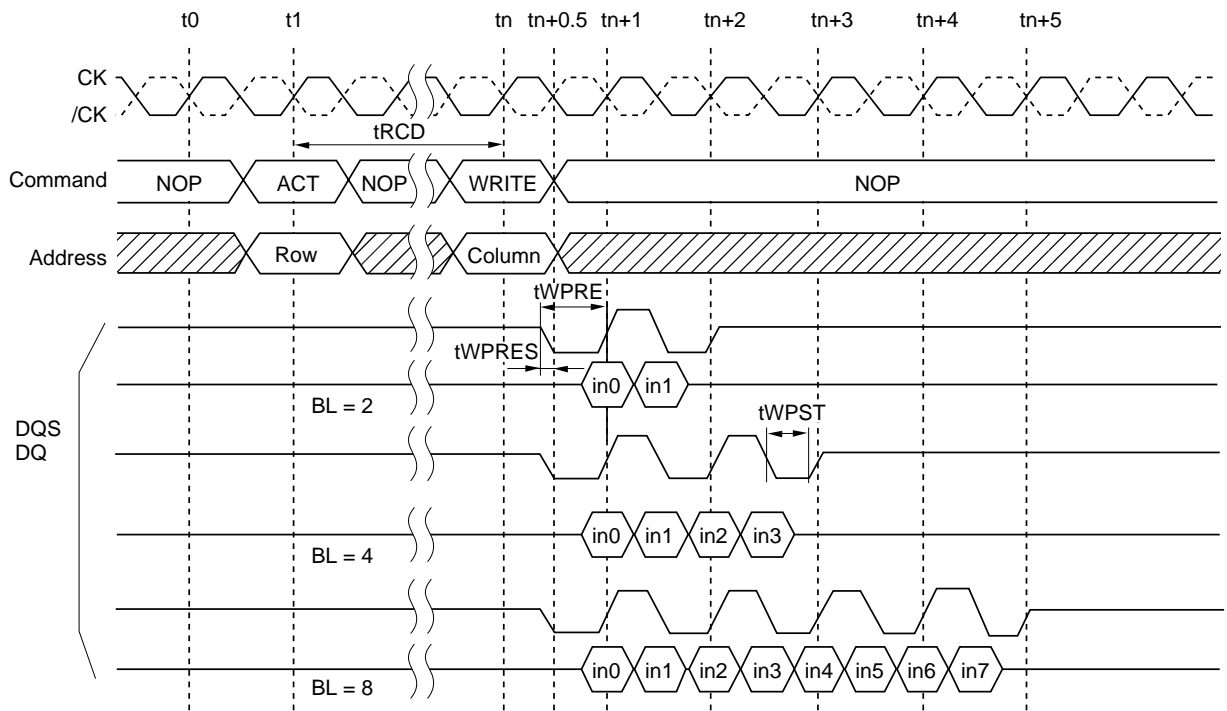 t0 t1 tn tn+0.5 tn+1 tn+2 tn+3 tn+4 tn+5
CK
/CK
tRCD
Command NOP ACT NOP WRITE NOP
Address Row Column
tWPRE
tWPRES
in0 in1
BL = 2
tWPST
DQS
DQ
in0 in1 in2 in3
BL = 4
in0 in1 in2 in3 in4 in5 in6 in7
BL = 8